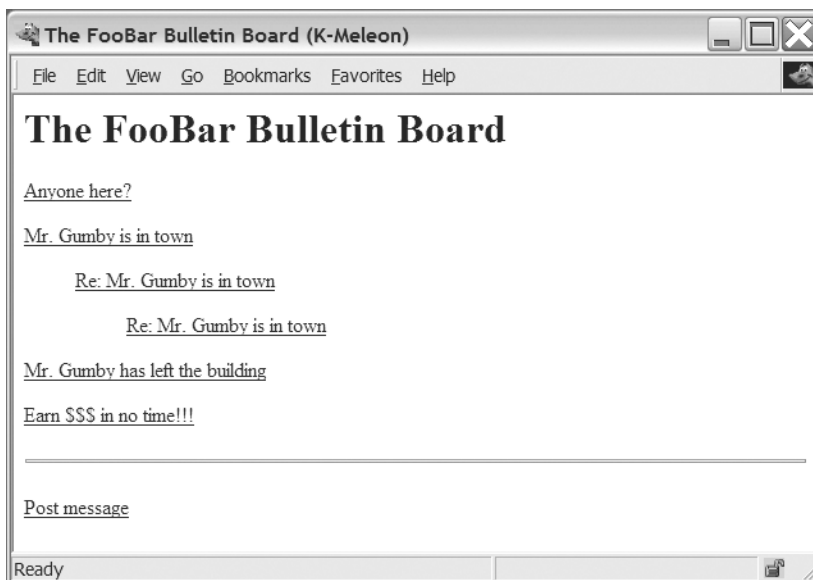 The FooBar Bulletin Board (K-Meleon)
File Edit View Go Bookmarks Favorites Help
The FooBar Bulletin Board
Anyone here?
Mr. Gumby is in town
Re: Mr. Gumby is in town
Re: Mr. Gumby is in town
Mr. Gumby has left the building
Earn $$$ in no time!!!
Post message
Ready